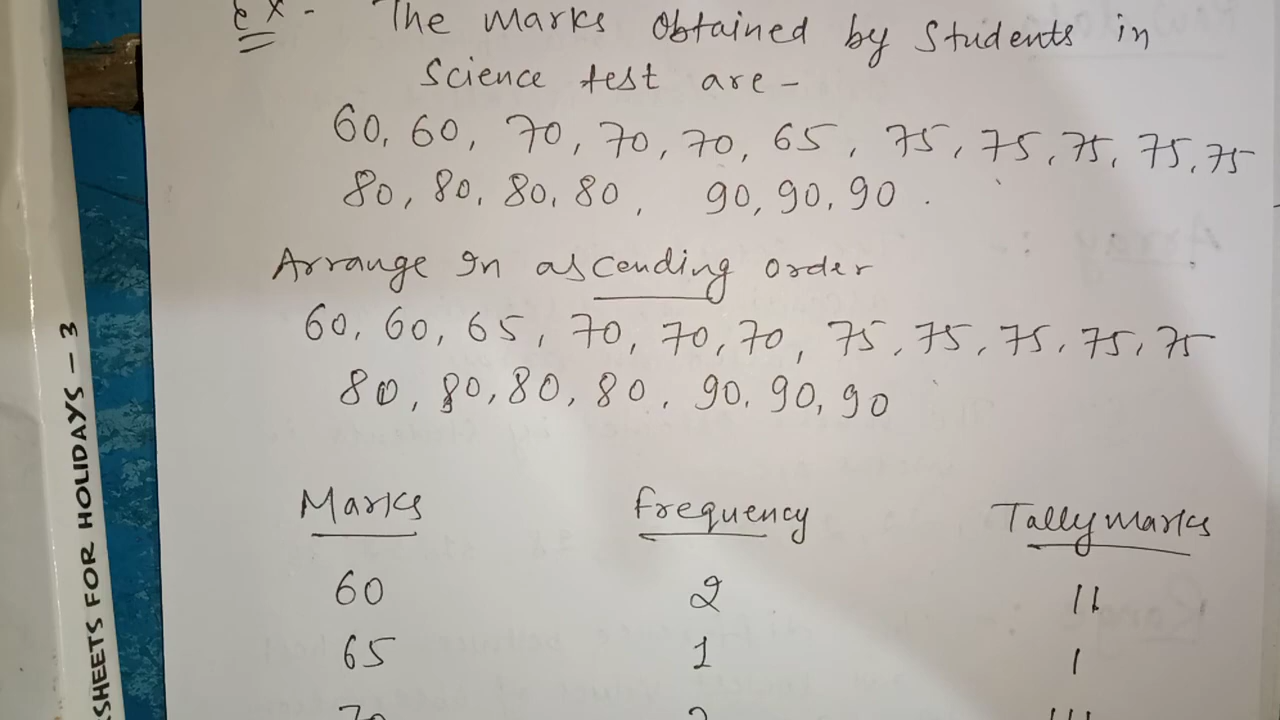 Ex - The Marks Obtained by Students in
Science test are -
60, 60, 70, 70, 70, 65, 75, 75, 75, 75, 75
80, 80, 80, 80, 90, 90, 90.
Arrange In ascending order
60, 60, 65, 70, 70, 70, 75, 75, 75, 75, 75
80, 80, 80, 80, 90, 90, 90
Marks frequency Tally marks
60 2 ||
65 1 |
70 3 |||
SHEETS FOR HOLIDAYS - 3